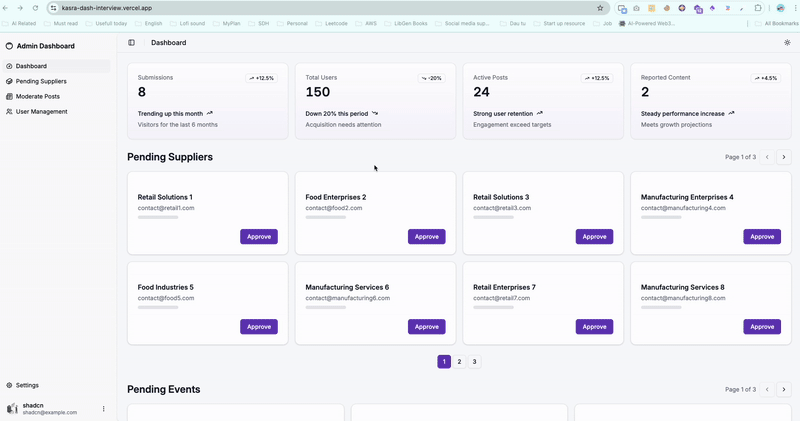 kasra-dash-interview.vercel.app
AI Related
Must read
Usefull today
English
Lofi sound
MyPlan
SDH
Personal
Leetcode
AWS
LibGen Books
Social media sup...
Dau tu
Start up resource
Job
AI-Powered Web3...
All Bookmarks
Admin Dashboard
Dashboard
Pending Suppliers
Moderate Posts
User Management
Settings
shadcn
shadcn@example.com
Dashboard
Submissions
+12.5%
8
Trending up this month
Visitors for the last 6 months
Total Users
-20%
150
Down 20% this period
Acquisition needs attention
Active Posts
+12.5%
24
Strong user retention
Engagement exceed targets
Reported Content
+4.5%
2
Steady performance increase
Meets growth projections
Pending Suppliers
Page 1 of 3
Retail Solutions 1
contact@retail1.com
Approve
Food Enterprises 2
contact@food2.com
Approve
Retail Solutions 3
contact@retail3.com
Approve
Manufacturing Enterprises 4
contact@manufacturing4.com
Approve
Food Industries 5
contact@food5.com
Approve
Manufacturing Services 6
contact@manufacturing6.com
Approve
Retail Enterprises 7
contact@retail7.com
Approve
Manufacturing Services 8
contact@manufacturing8.com
Approve
1 2 3
Pending Events
Page 1 of 3